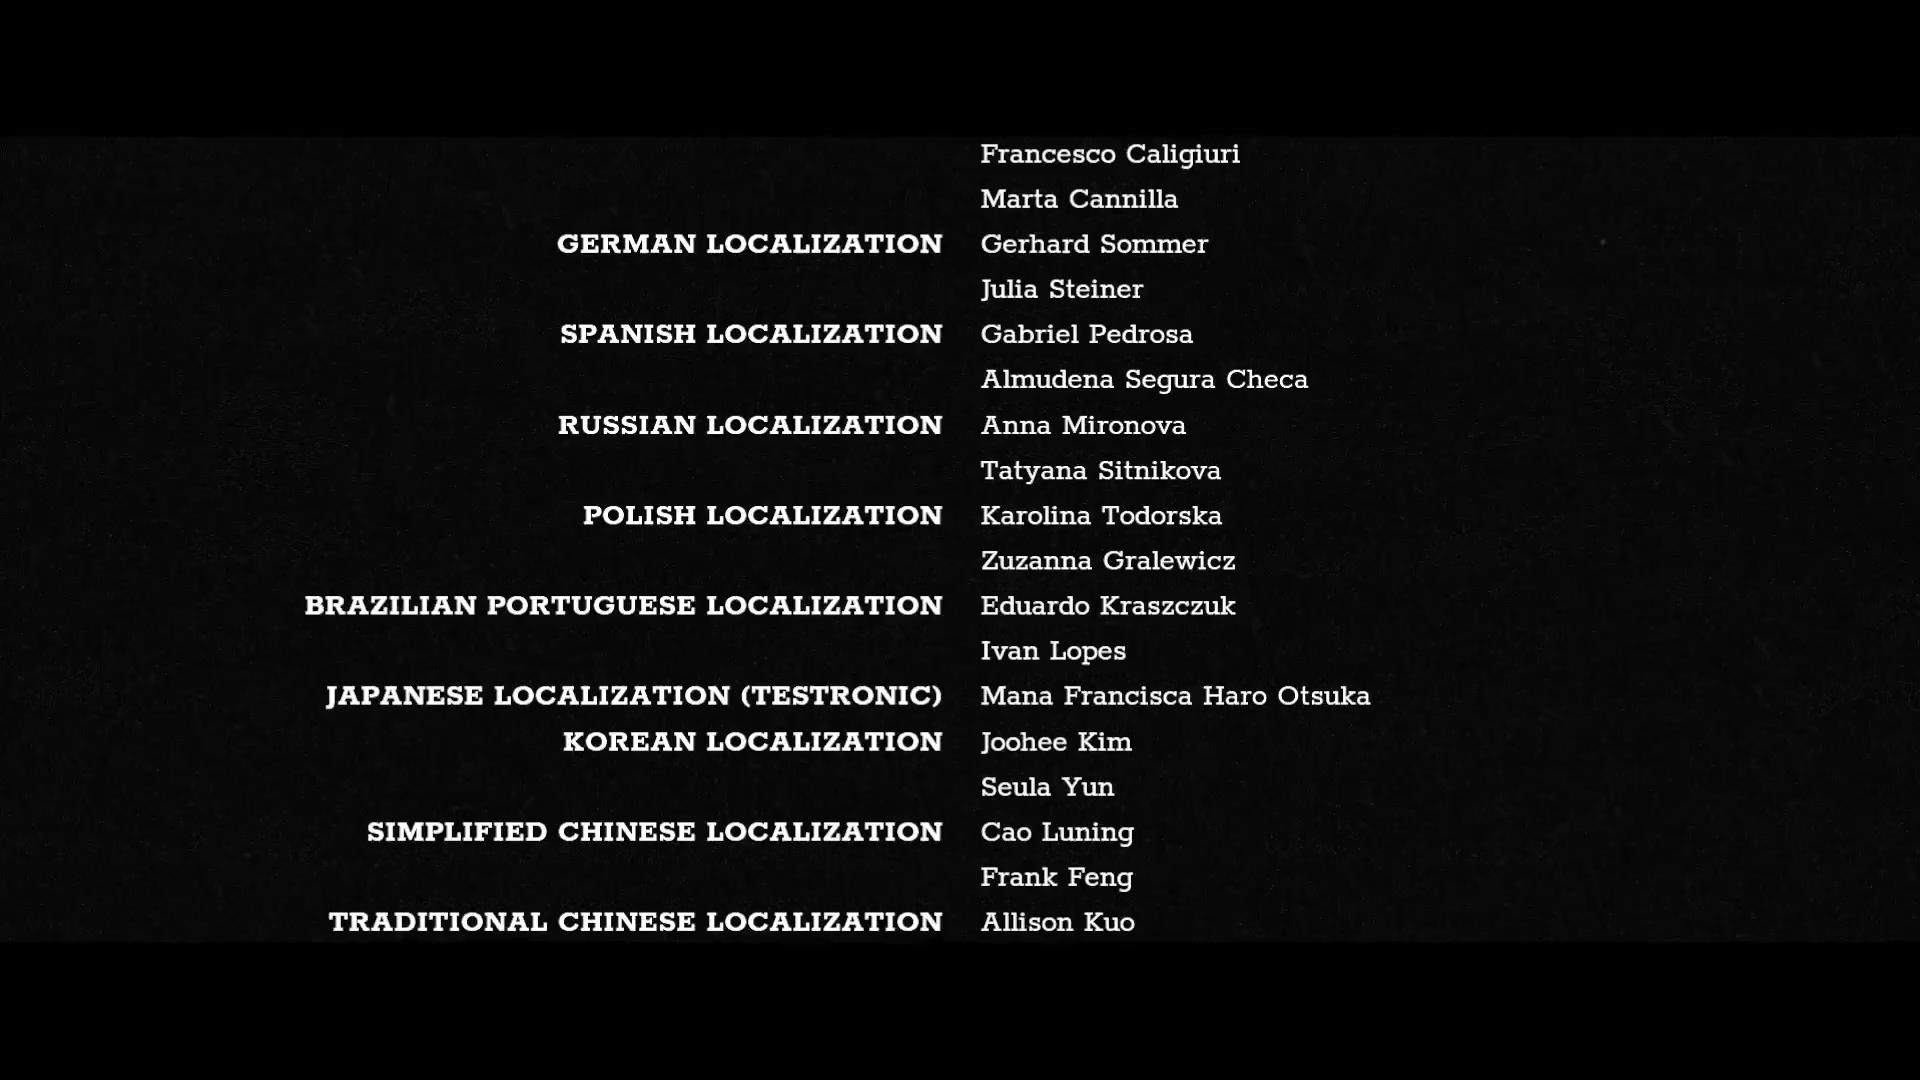 Francesco Caligiuri
Marta Cannilla
GERMAN LOCALIZATION Gerhard Sommer
Julia Steiner
SPANISH LOCALIZATION Gabriel Pedrosa
Almudena Segura Checa
RUSSIAN LOCALIZATION Anna Mironova
Tatyana Sitnikova
POLISH LOCALIZATION Karolina Todorska
Zuzanna Gralewicz
BRAZILIAN PORTUGUESE LOCALIZATION Eduardo Kraszczuk
Ivan Lopes
JAPANESE LOCALIZATION (TESTRONIC) Mana Francisca Haro Otsuka
KOREAN LOCALIZATION Joohee Kim
Seula Yun
SIMPLIFIED CHINESE LOCALIZATION Cao Luning
Frank Feng
TRADITIONAL CHINESE LOCALIZATION Allison Kuo